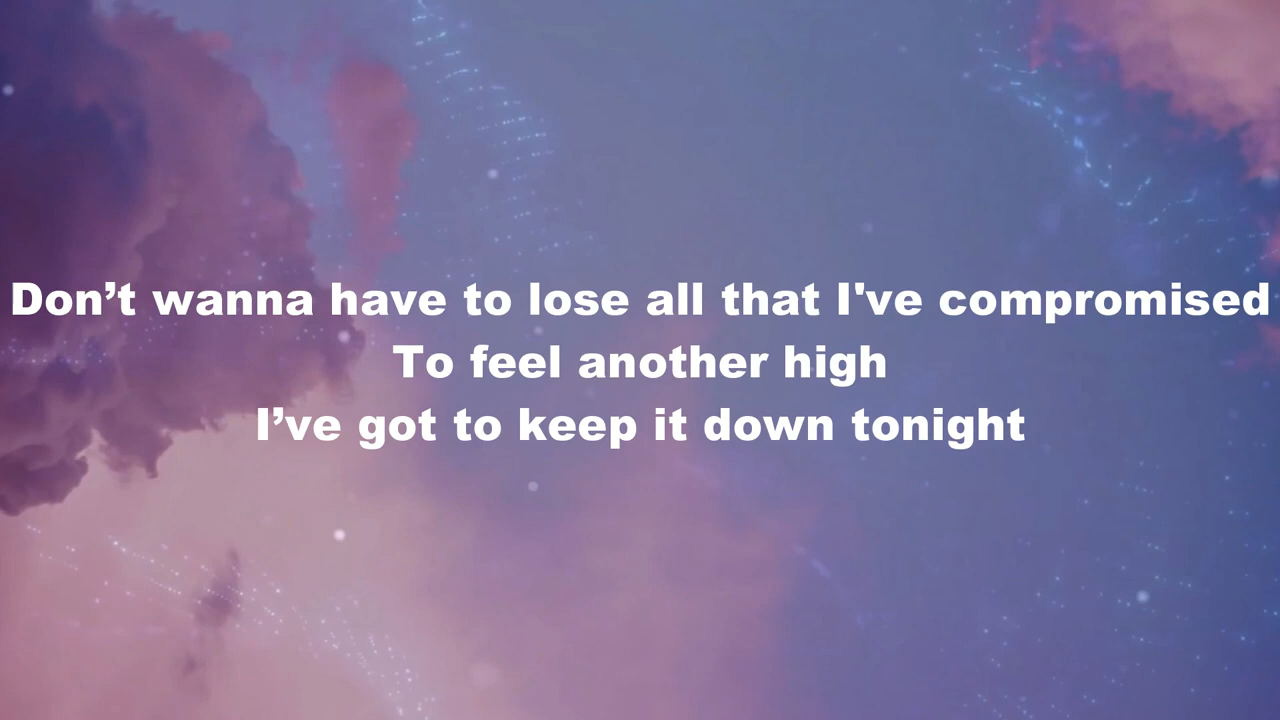 Don’t wanna have to lose all that I've compromised
To feel another high
I’ve got to keep it down tonight